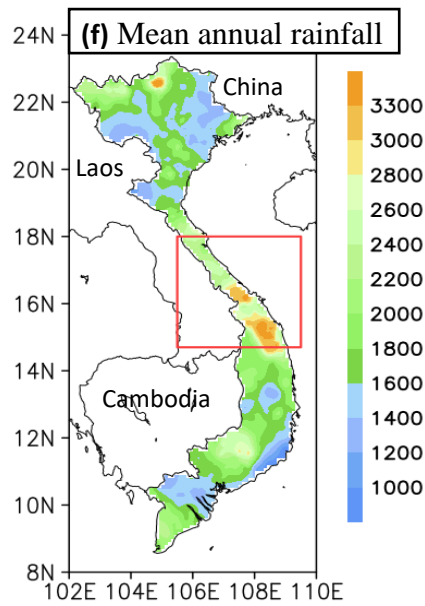 (f) Mean annual rainfall
24N
22N
20N
18N
16N
14N
12N
10N
8N
102E 104E 106E 108E 110E
China
Laos
Cambodia
3300
3000
2800
2600
2400
2200
2000
1800
1600
1400
1200
1000